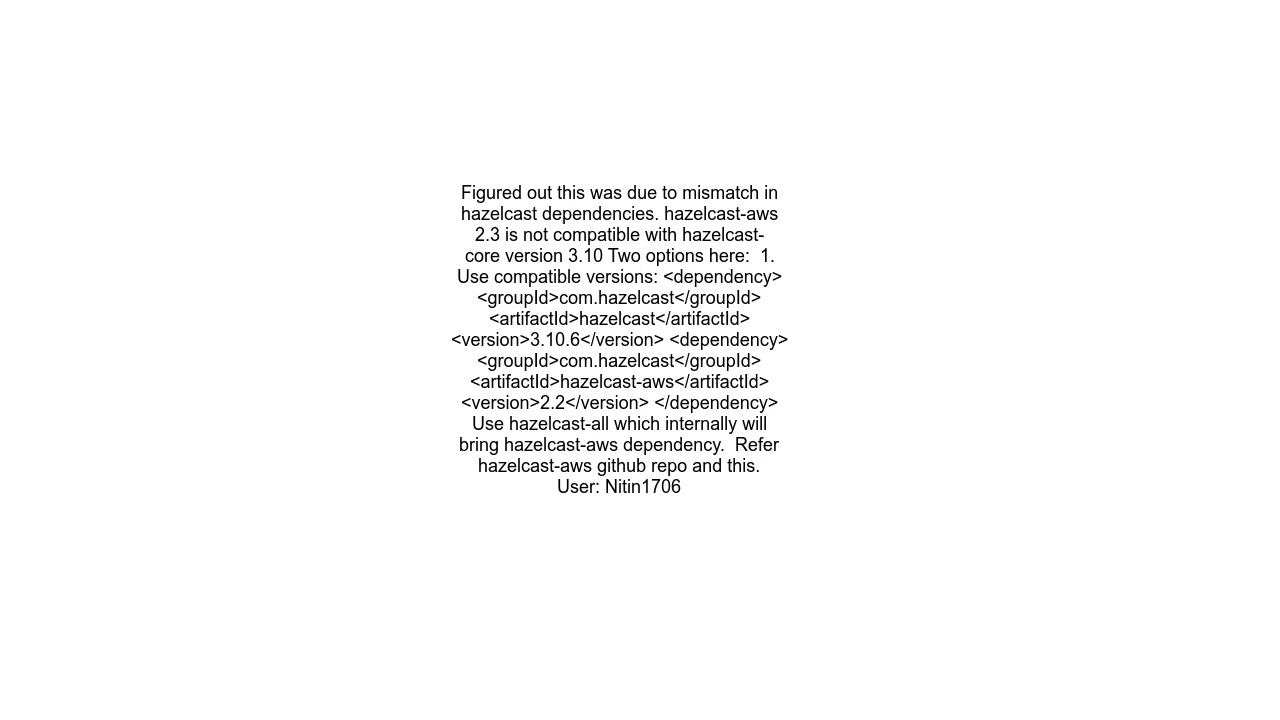 Figured out this was due to mismatch in
hazelcast dependencies. hazelcast-aws
2.3 is not compatible with hazelcast-
core version 3.10 Two options here:  1.
Use compatible versions: <dependency>
<groupId>com.hazelcast</groupId>
<artifactId>hazelcast</artifactId>
<version>3.10.6</version> <dependency>
<groupId>com.hazelcast</groupId>
<artifactId>hazelcast-aws</artifactId>
<version>2.2</version> </dependency>
Use hazelcast-all which internally will
bring hazelcast-aws dependency.  Refer
hazelcast-aws github repo and this.
User: Nitin1706